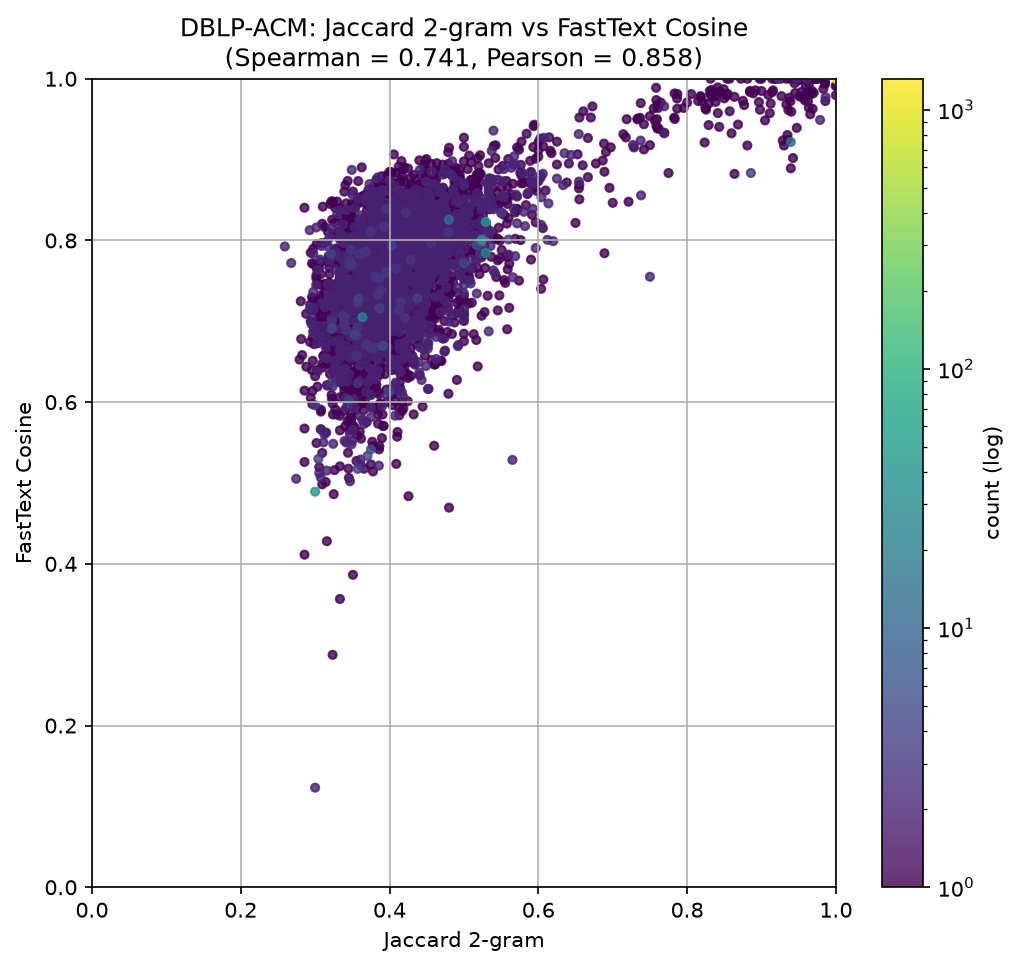 DBLP-ACM: Jaccard 2-gram vs FastText Cosine
(Spearman = 0.741, Pearson = 0.858)
1.0
0.8
0.6
0.4
0.2
0.0
FastText Cosine
0.0 0.2 0.4 0.6 0.8 1.0
Jaccard 2-gram
10³
10²
10¹
10⁰
count (log)